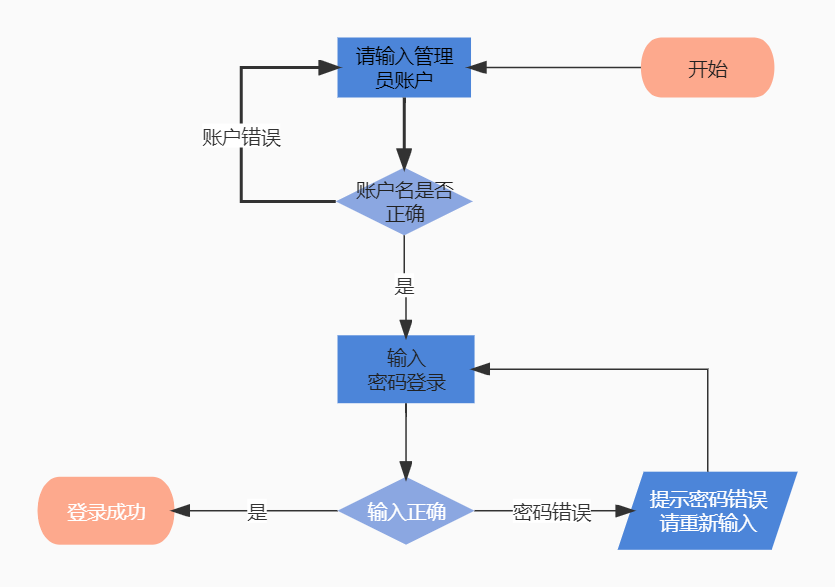 请输入管理
员账户
开始
账户错误
账户名是否
正确
是
输入
密码登录
登录成功
是
输入正确
密码错误
提示密码错误
请重新输入